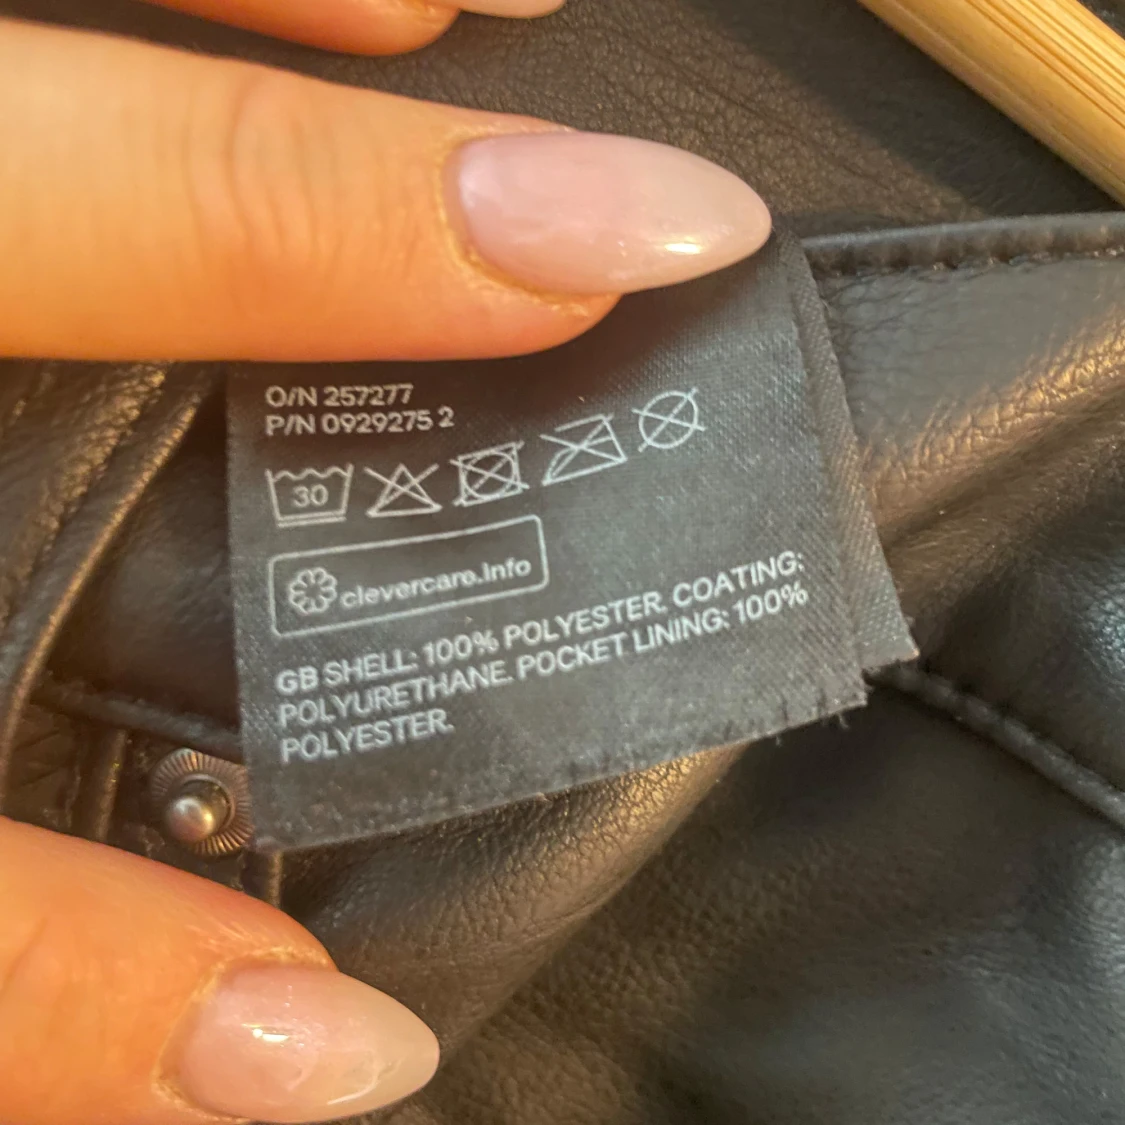 O/N 257277
P/N 0929275 2
30
clevercare.info
GB SHELL: 100% POLYESTER. COATING:
POLYURETHANE. POCKET LINING: 100%
POLYESTER.